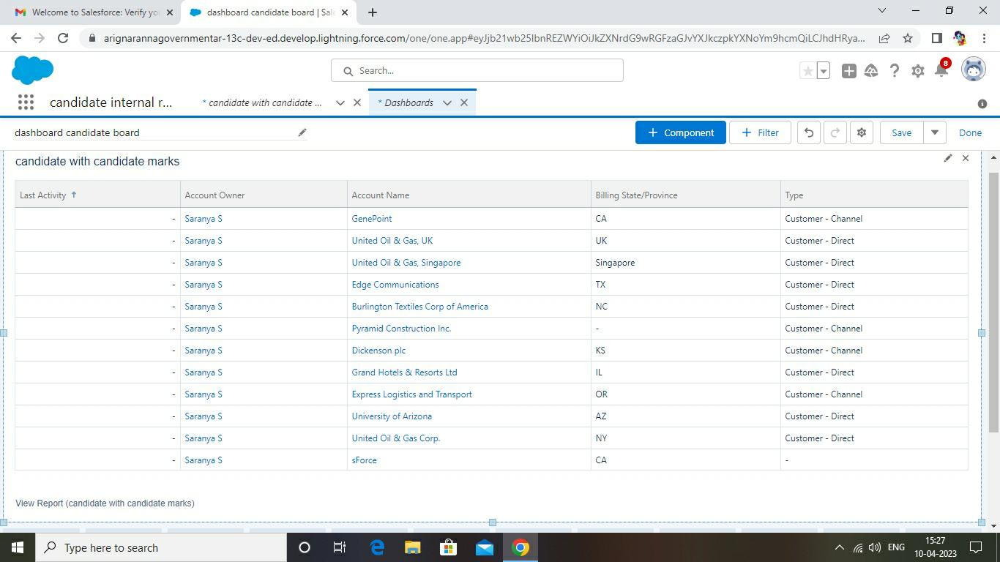 Welcome to Salesforce: Verify yo
dashboard candidate board | Sal
arignarannagovernmentar-13c-dev-ed.develop.lightning.force.com/one/one.app#eyJjb21wb25lbnREZWYiOiJkZXNrdG9wRGFzaGJvYXJkczpkYXNoYm9hcmQiLCJhdHRya...
Search...
8
candidate internal r...
* candidate with candidate ...
* Dashboards
dashboard candidate board
+ Component
+ Filter
Save
Done
candidate with candidate marks
Last Activity ↑ Account Owner Account Name Billing State/Province Type
- Saranya S GenePoint CA Customer - Channel
- Saranya S United Oil & Gas, UK UK Customer - Direct
- Saranya S United Oil & Gas, Singapore Singapore Customer - Direct
- Saranya S Edge Communications TX Customer - Direct
- Saranya S Burlington Textiles Corp of America NC Customer - Direct
- Saranya S Pyramid Construction Inc. - Customer - Channel
- Saranya S Dickenson plc KS Customer - Channel
- Saranya S Grand Hotels & Resorts Ltd IL Customer - Direct
- Saranya S Express Logistics and Transport OR Customer - Channel
- Saranya S University of Arizona AZ Customer - Direct
- Saranya S United Oil & Gas Corp. NY Customer - Direct
- Saranya S sForce CA -
View Report (candidate with candidate marks)
Type here to search
ENG
15:27
10-04-2023